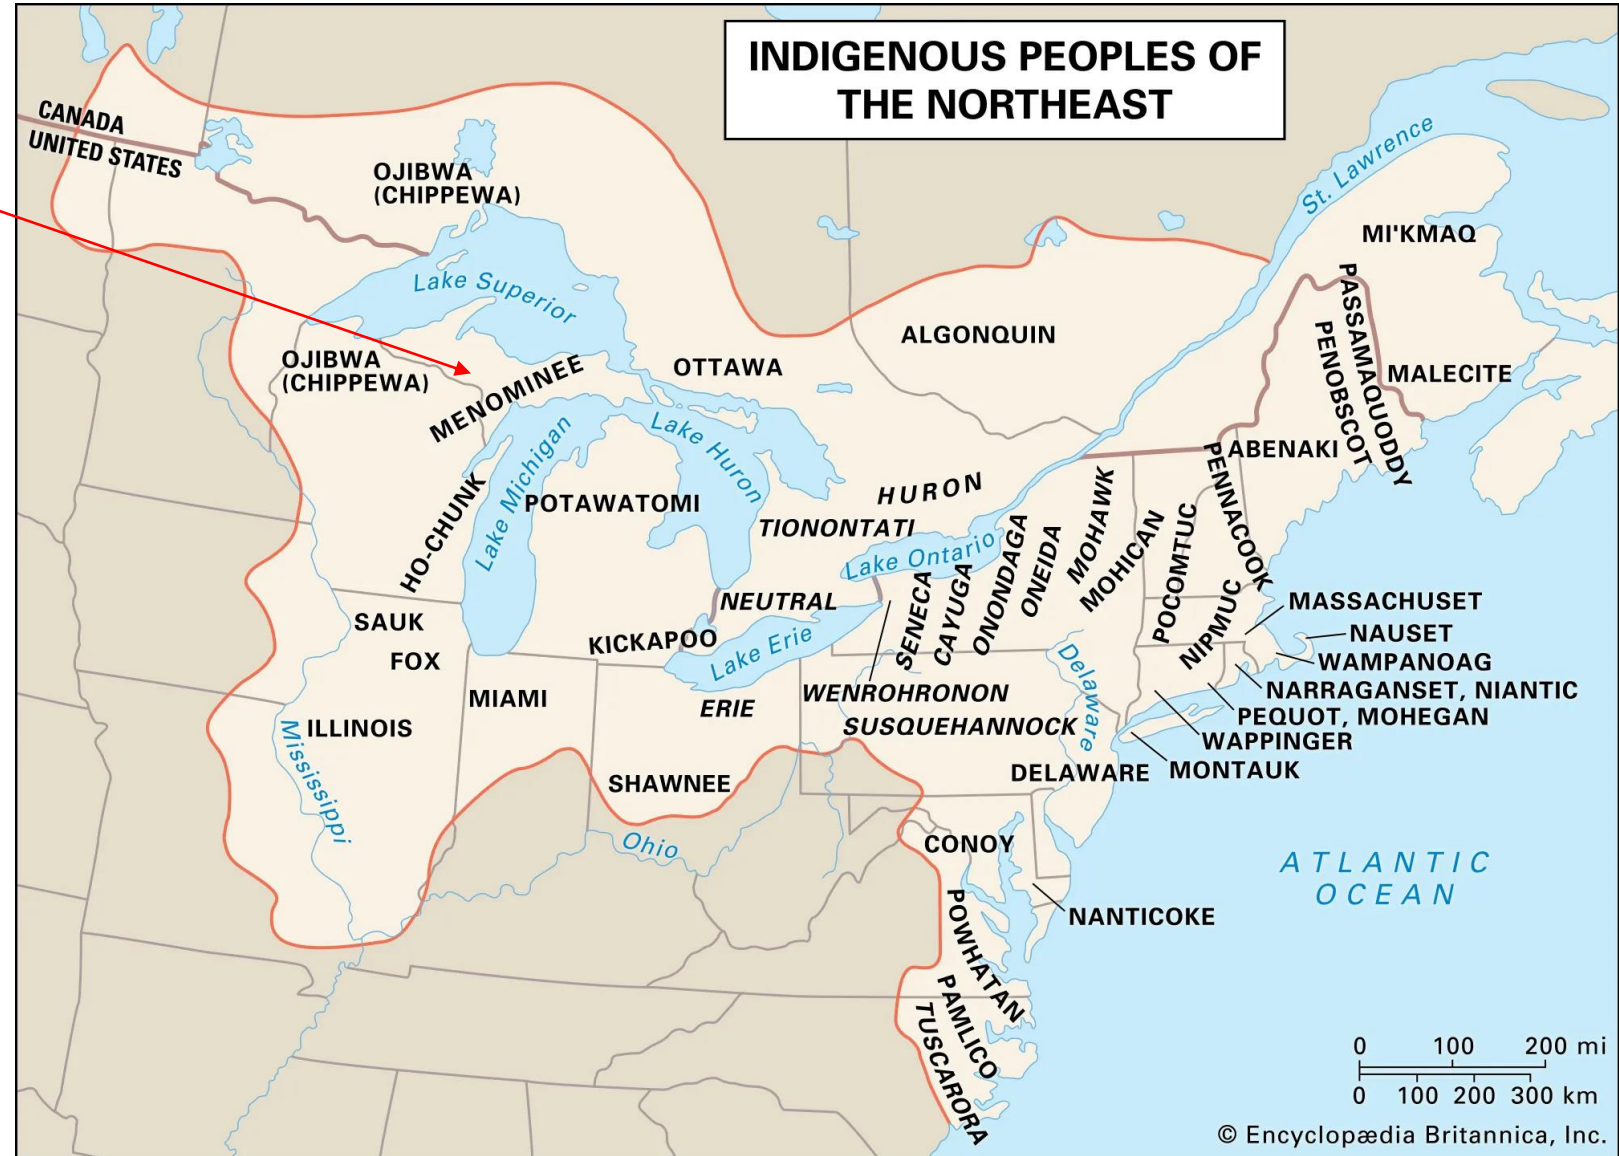 INDIGENOUS PEOPLES OF
THE NORTHEAST
CANADA
UNITED STATES
OJIBWA
(CHIPPEWA)
St. Lawrence
MI'KMAQ
Lake Superior
PASSAMAQUODDY
PENOBSCOT
ALGONQUIN
OJIBWA
(CHIPPEWA)
MENOMINEE
OTTAWA
MALECITE
Lake Michigan
Lake Huron
ABENAKI
PENNACOOK
HO-CHUNK
POTAWATOMI
HURON
TIONONTATI
Lake Ontario
ONONDAGA
ONEIDA
MOHAWK
MOHICAN
POCOMTUC
NIPMUC
SENECA
CAYUGA
NEUTRAL
MASSACHUSET
SAUK
NAUSET
KICKAPOO
Lake Erie
FOX
WAMPANOAG
MIAMI
ERIE
WENROHRONON
NARRAGANSET, NIANTIC
Delaware
ILLINOIS
SUSQUEHANNOCK
PEQUOT, MOHEGAN
WAPPINGER
Mississippi
SHAWNEE
DELAWARE
MONTAUK
Ohio
CONOY
ATLANTIC
OCEAN
POWHATAN
NANTICOKE
PAMLICO
TUSCARORA
0 100 200 mi
0 100 200 300 km
© Encyclopædia Britannica, Inc.